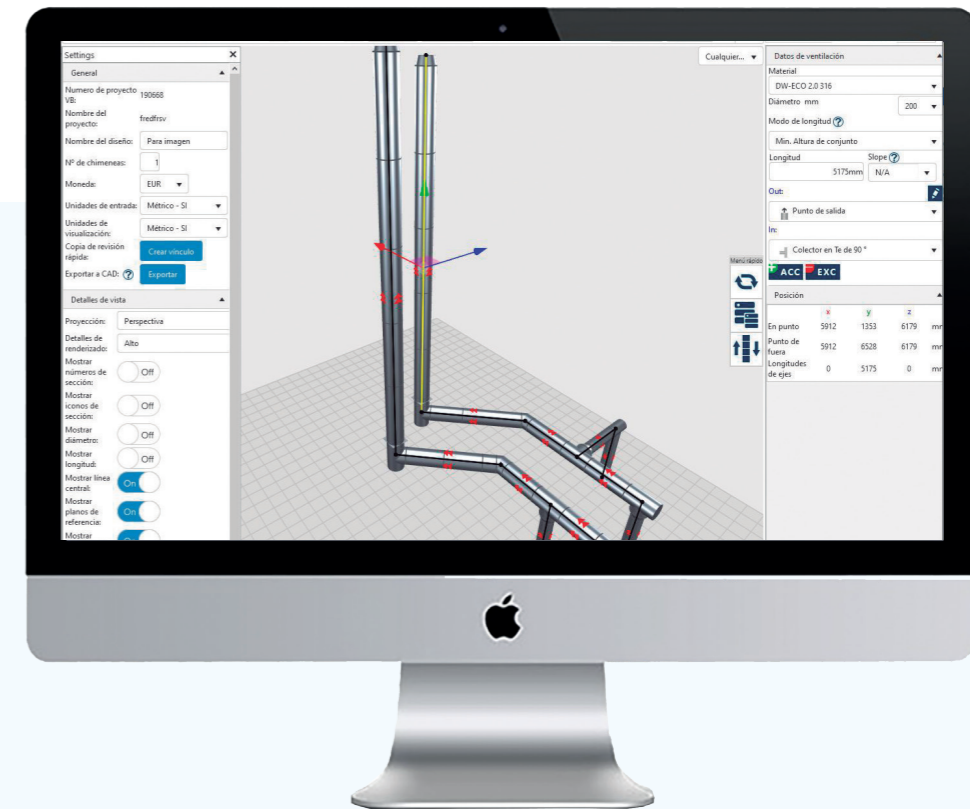 Settings
General
Numero de proyecto
VB:
190668
Nombre del
proyecto:
fredfrsv
Nombre del diseño:
Para imagen
Nº de chimeneas:
1
Moneda:
EUR
Unidades de entrada:
Métrico - SI
Unidades de
visualización:
Métrico - SI
Copia de revisión
rápida:
Crear vínculo
Exportar a CAD:
?
Exportar
Detalles de vista
Proyección:
Perspectiva
Detalles de
renderizado:
Alto
Mostrar
números de
sección:
Off
Mostrar
iconos de
sección:
Off
Mostrar
diámetro:
Off
Mostrar
longitud:
Off
Mostrar línea
central:
On
Mostrar
planos de
referencia:
On
Mostrar
Cualquier...
Menú rápido
Datos de ventilación
Material
DW-ECO 2.0 316
Diámetro mm
200
Modo de longitud ?
Min. Altura de conjunto
Longitud
Slope ?
5175mm
N/A
Out:
Punto de salida
In:
Colector en Te de 90 °
ACC
EXC
Posición
x y z
En punto 5912 1353 6179 mm
Punto de
fuera
5912 6528 6179 mm
Longitudes
de ejes
0 5175 0 mm